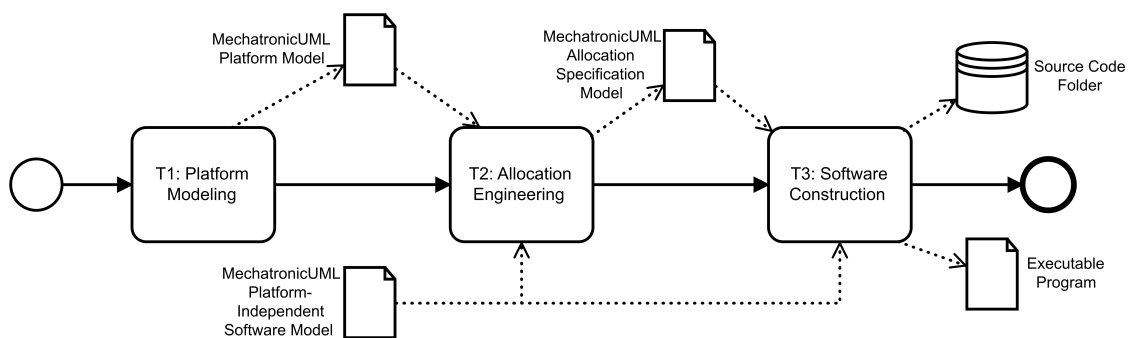 MechatronicUML
Platform Model
MechatronicUML
Allocation
Specification
Model
Source Code
Folder
T1: Platform
Modeling
T2: Allocation
Engineering
T3: Software
Construction
MechatronicUML
Platform-
Independent
Software Model
Executable
Program